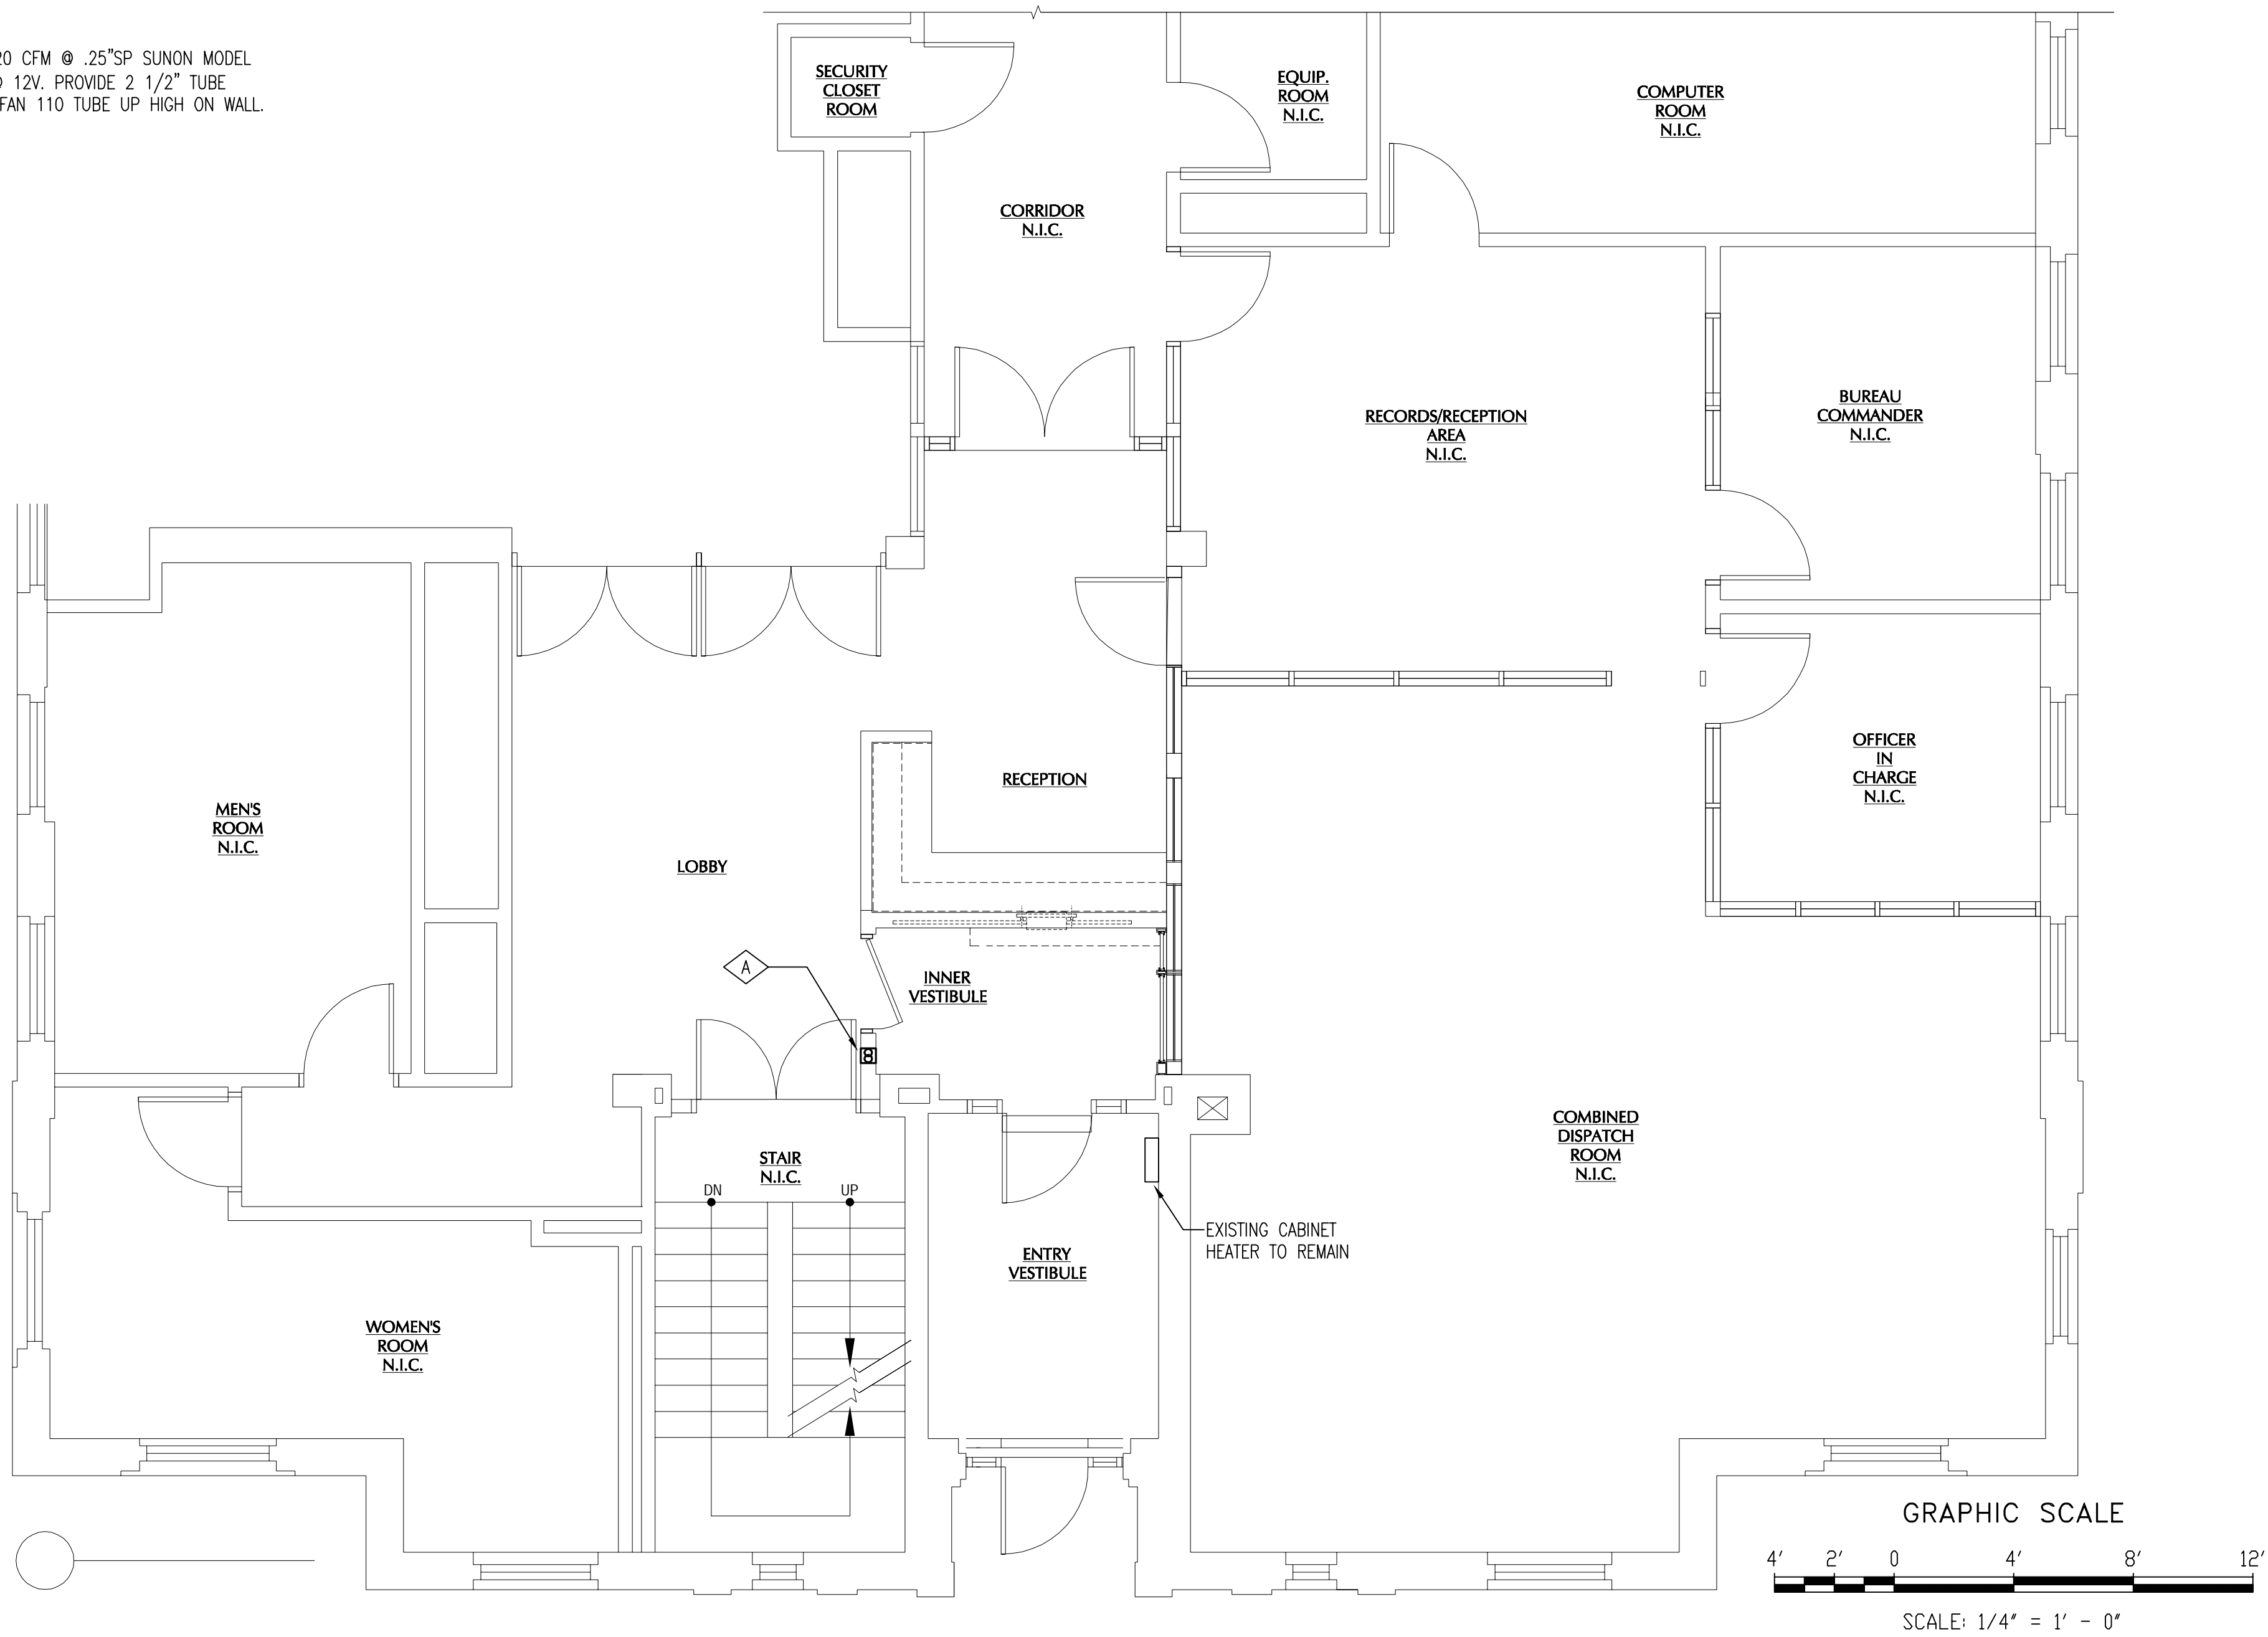 20 CFM @ .25"SP SUNON MODEL
@ 12V. PROVIDE 2 1/2" TUBE
FAN 110 TUBE UP HIGH ON WALL.
SECURITY
CLOSET
ROOM
EQUIP.
ROOM
N.I.C.
COMPUTER
ROOM
N.I.C.
CORRIDOR
N.I.C.
RECORDS/RECEPTION
AREA
N.I.C.
BUREAU
COMMANDER
N.I.C.
OFFICER
IN
CHARGE
N.I.C.
RECEPTION
MEN'S
ROOM
N.I.C.
LOBBY
A
INNER
VESTIBULE
COMBINED
DISPATCH
ROOM
N.I.C.
STAIR
N.I.C.
DN
UP
EXISTING CABINET
HEATER TO REMAIN
ENTRY
VESTIBULE
WOMEN'S
ROOM
N.I.C.
GRAPHIC SCALE
4' 2' 0 4' 8' 12'
SCALE: 1/4" = 1' - 0"